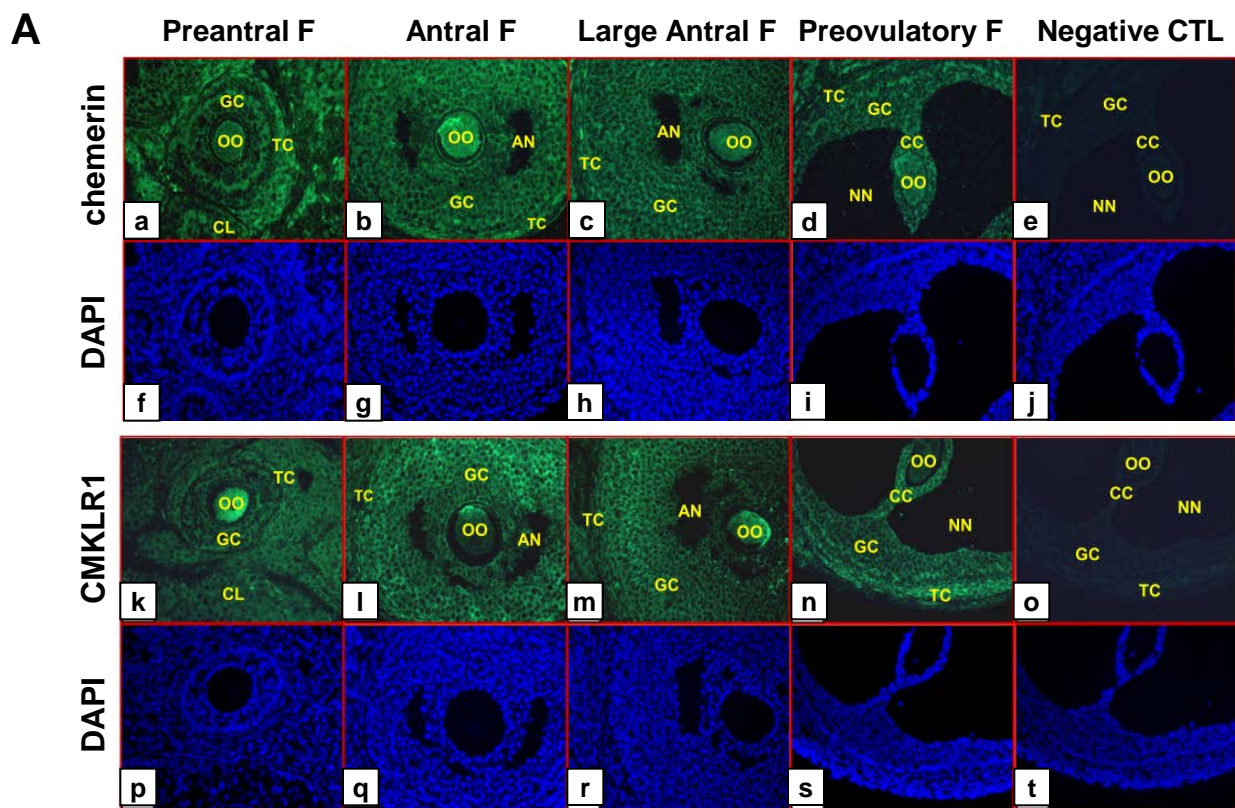 A
Preantral F Antral F Large Antral F Preovulatory F Negative CTL
chemerin
GC OO TC CL a
OO AN GC TC b
AN OO TC GC c
TC GC CC OO NN d
GC TC CC OO NN e
DAPI
f g h i j
CMKLR1
TC OO GC CL k
GC TC OO AN l
AN TC OO GC m
OO CC NN GC TC n
OO CC NN GC TC o
DAPI
p q r s t